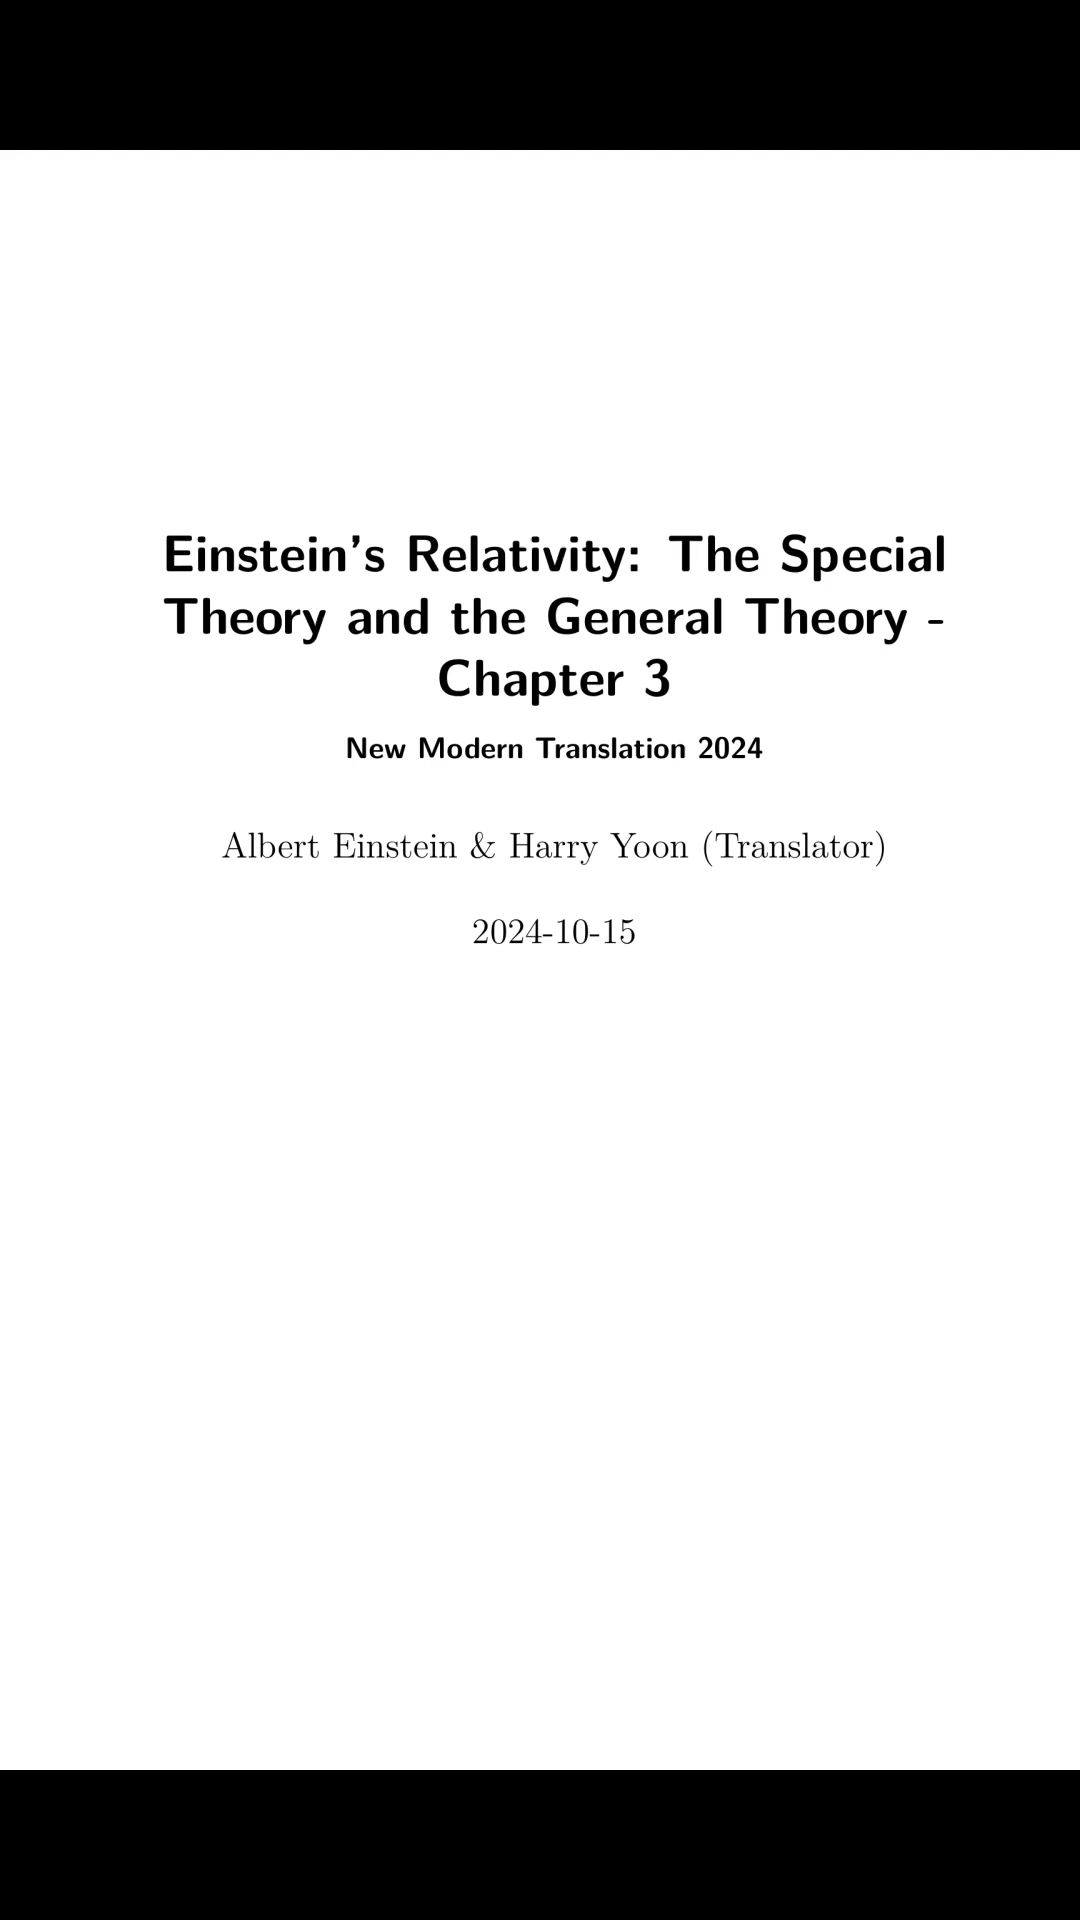 Einstein’s Relativity: The Special
Theory and the General Theory -
Chapter 3
New Modern Translation 2024
Albert Einstein & Harry Yoon (Translator)
2024-10-15